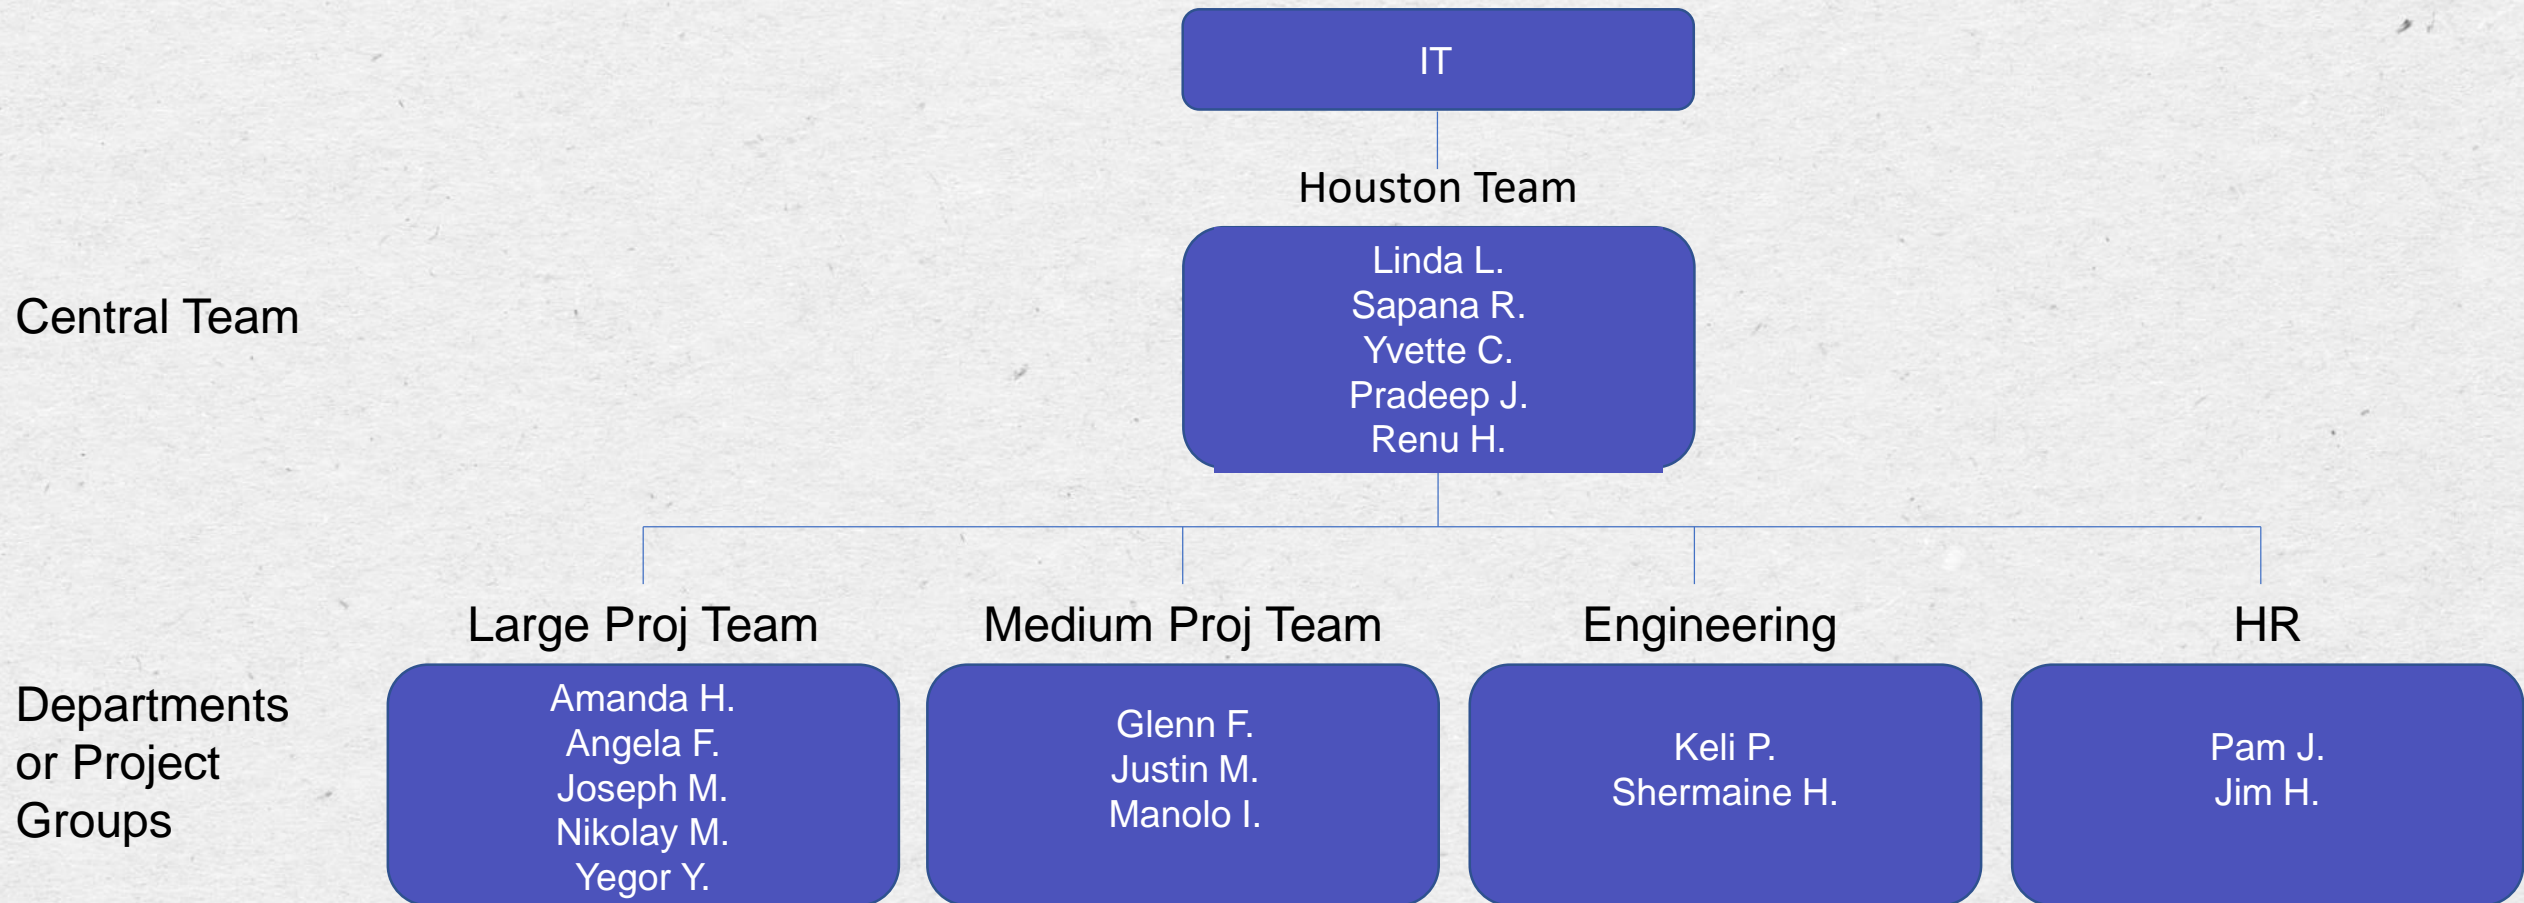 IT
Houston Team
Central Team
Linda L.
Sapana R.
Yvette C.
Pradeep J.
Renu H.
Departments
or Project
Groups
Large Proj Team
Amanda H.
Angela F.
Joseph M.
Nikolay M.
Yegor Y.
Medium Proj Team
Glenn F.
Justin M.
Manolo I.
Engineering
Keli P.
Shermaine H.
HR
Pam J.
Jim H.